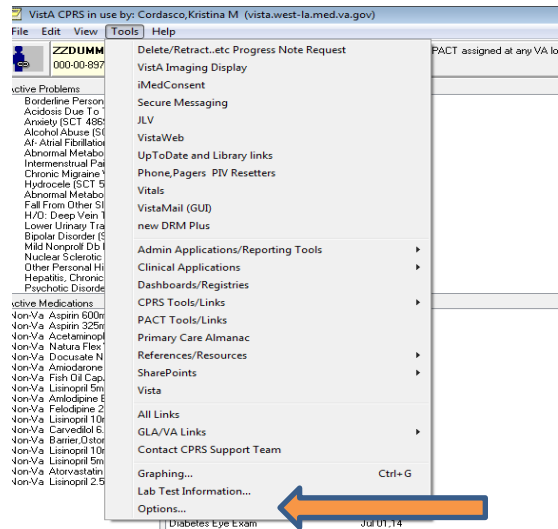 VistA CPRS in use by: Cordasco,Kristina M (vista.west-la.med.va.gov)
File Edit View Tools Help
ZZDUMM
000-00-897
PACT assigned at any VA lo
Delete/Retract..etc Progress Note Request
VistA Imaging Display
iMedConsent
Secure Messaging
JLV
VistaWeb
UpToDate and Library links
Phone,Pagers PIV Resetters
Vitals
VistaMail (GUI)
new DRM Plus
Admin Applications/Reporting Tools
Clinical Applications
Dashboards/Registries
CPRS Tools/Links
PACT Tools/Links
Primary Care Almanac
References/Resources
SharePoints
Vista
All Links
GLA/VA Links
Contact CPRS Support Team
Graphing... Ctrl+G
Lab Test Information...
Options...
Active Problems
Borderline Person
Acidosis Due To
Anxiety (SCT 486
Alcohol Abuse (S
Af- Atrial Fibrillatio
Abnormal Metabo
Intermenstrual Pai
Chronic Migraine
Hydrocele (SCT 5
Abnormal Metabo
Fall From Other Sl
H/O: Deep Vein
Lower Urinary Tra
Bipolar Disorder (S
Mild Nonprolf Db
Nuclear Sclerotic
Other Personal Hi
Hepatitis, Chronic
Psychotic Disorde
Active Medications
Non-Va Aspirin 600m
Non-Va Aspirin 325m
Non-Va Acetaminop
Non-Va Natura Flex
Non-Va Docusate N
Non-Va Amiodarone
Non-Va Fish Oil Cap
Non-Va Lisinopril 5m
Non-Va Amlodipine B
Non-Va Felodipine 2
Non-Va Lisinopril 10
Non-Va Carvedilol 6.
Non-Va Barrier,Ostor
Non-Va Lisinopril 10
Non-Va Lisinopril 5m
Non-Va Atorvastatin
Non-Va Lisinopril 2.5
Diabetes Eye Exam Jul 01,14